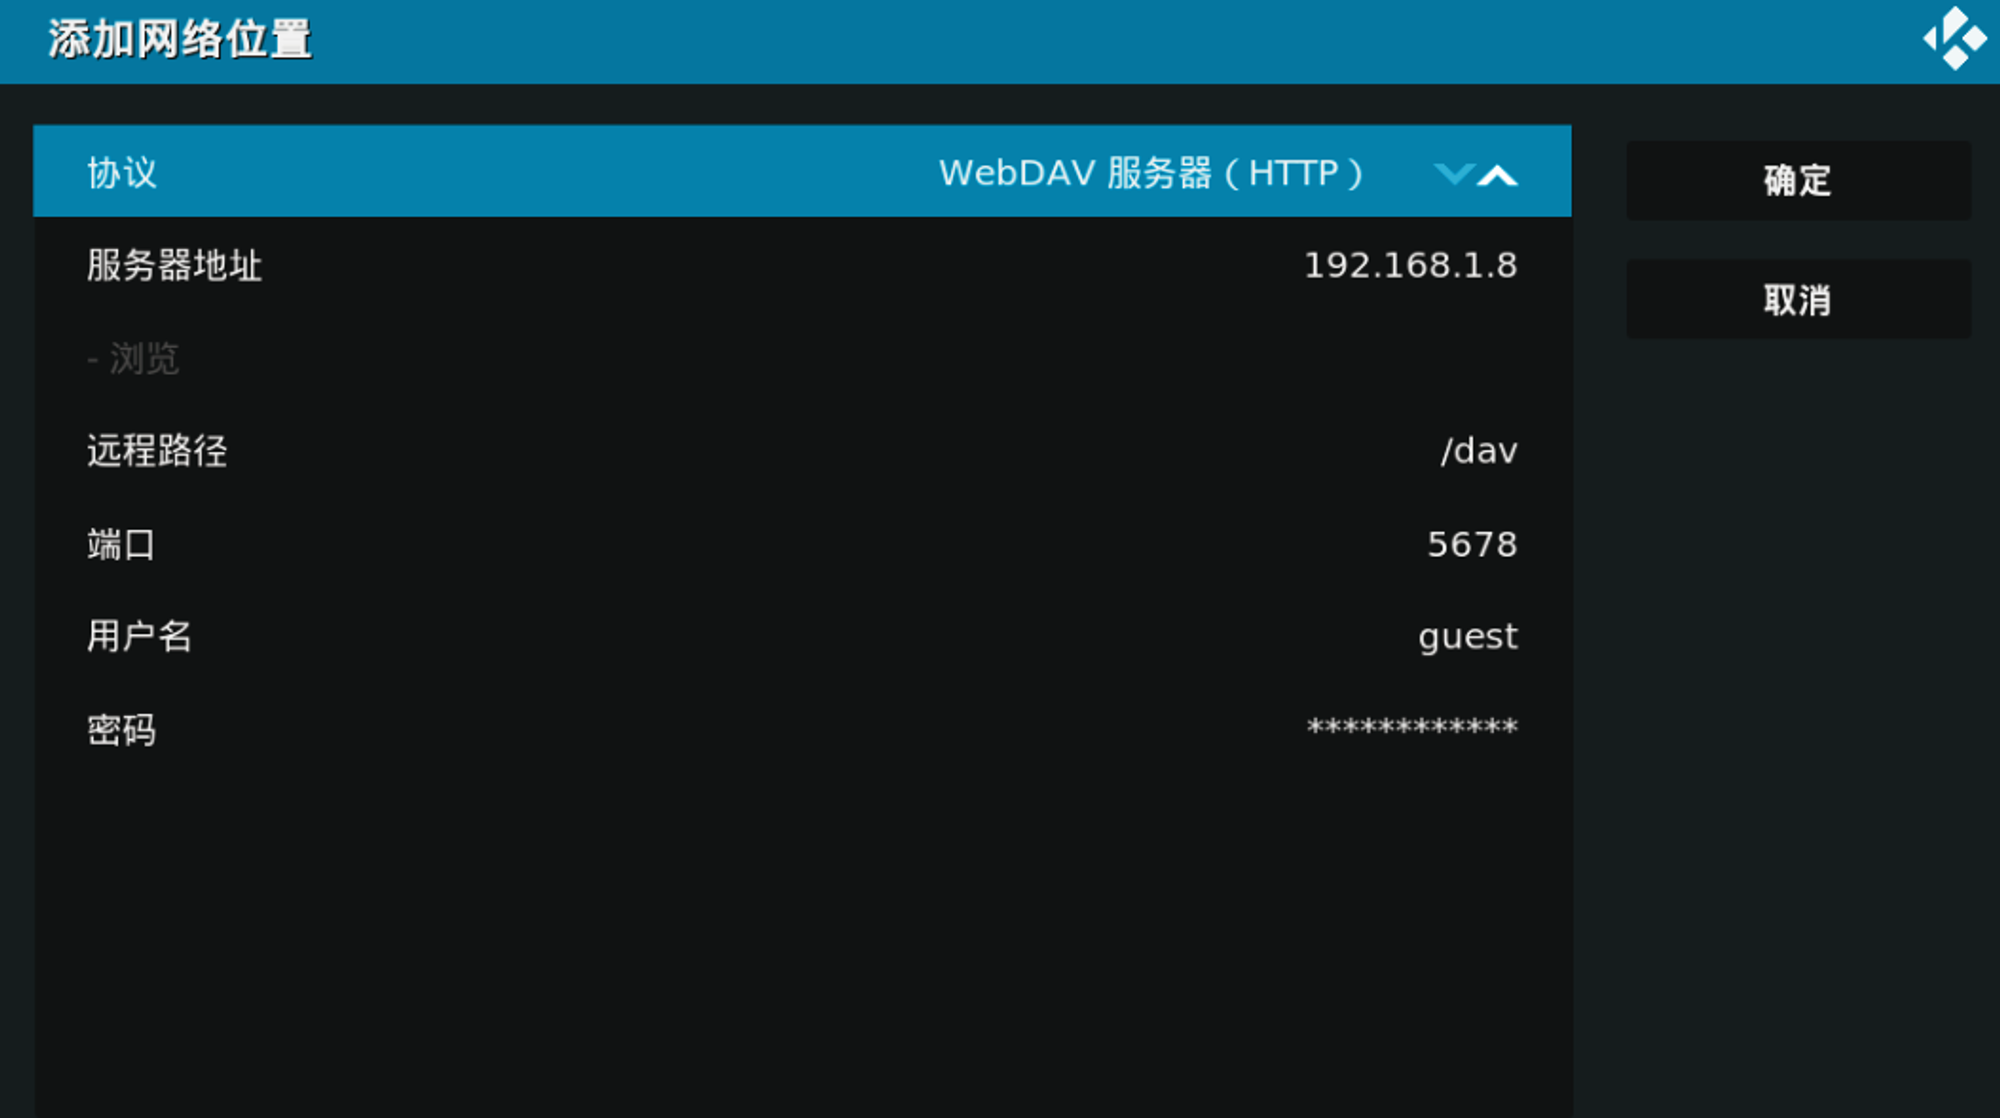 添加网络位置
协议 WebDAV 服务器（HTTP）
服务器地址 192.168.1.8
- 浏览
远程路径 /dav
端口 5678
用户名 guest
密码 ************
确定
取消